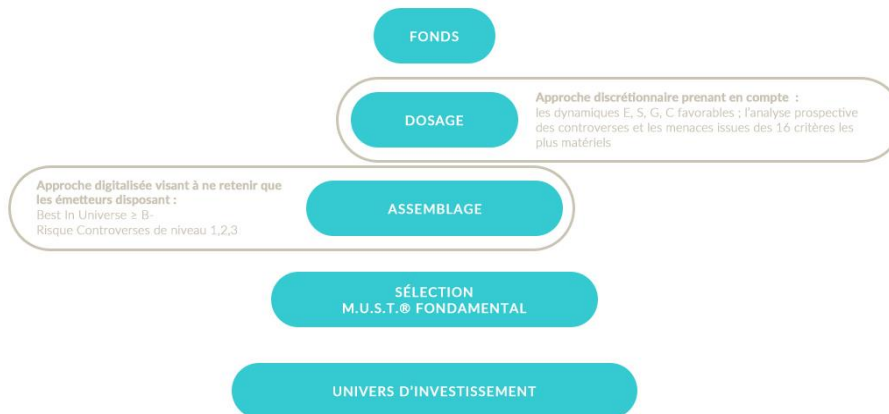 FONDS
DOSAGE
Approche discrétionnaire prenant en compte :
les dynamiques E, S, G, C favorables ; l'analyse prospective
des controverses et les menaces issues des 16 critères les
plus matériels
Approche digitalisée visant à ne retenir que
les émetteurs disposant :
Best In Universe ≥ B-
Risque Controverses de niveau 1,2,3
ASSEMBLAGE
SÉLECTION
M.U.S.T.® FONDAMENTAL
UNIVERS D'INVESTISSEMENT